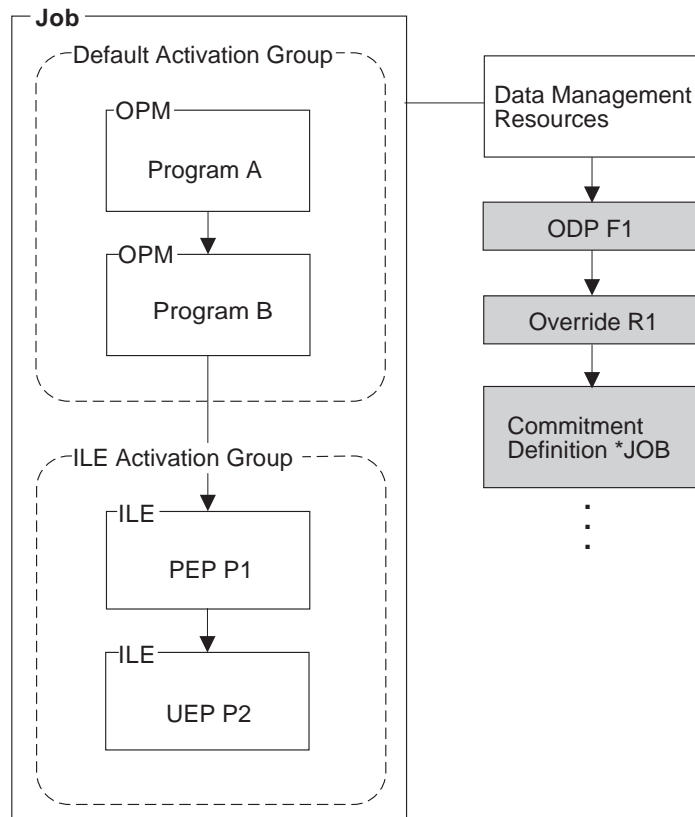 Job
Default Activation Group
OPM
Program A
OPM
Program B
ILE Activation Group
ILE
PEP P1
ILE
UEP P2
Data Management
Resources
ODP F1
Override R1
Commitment
Definition *JOB